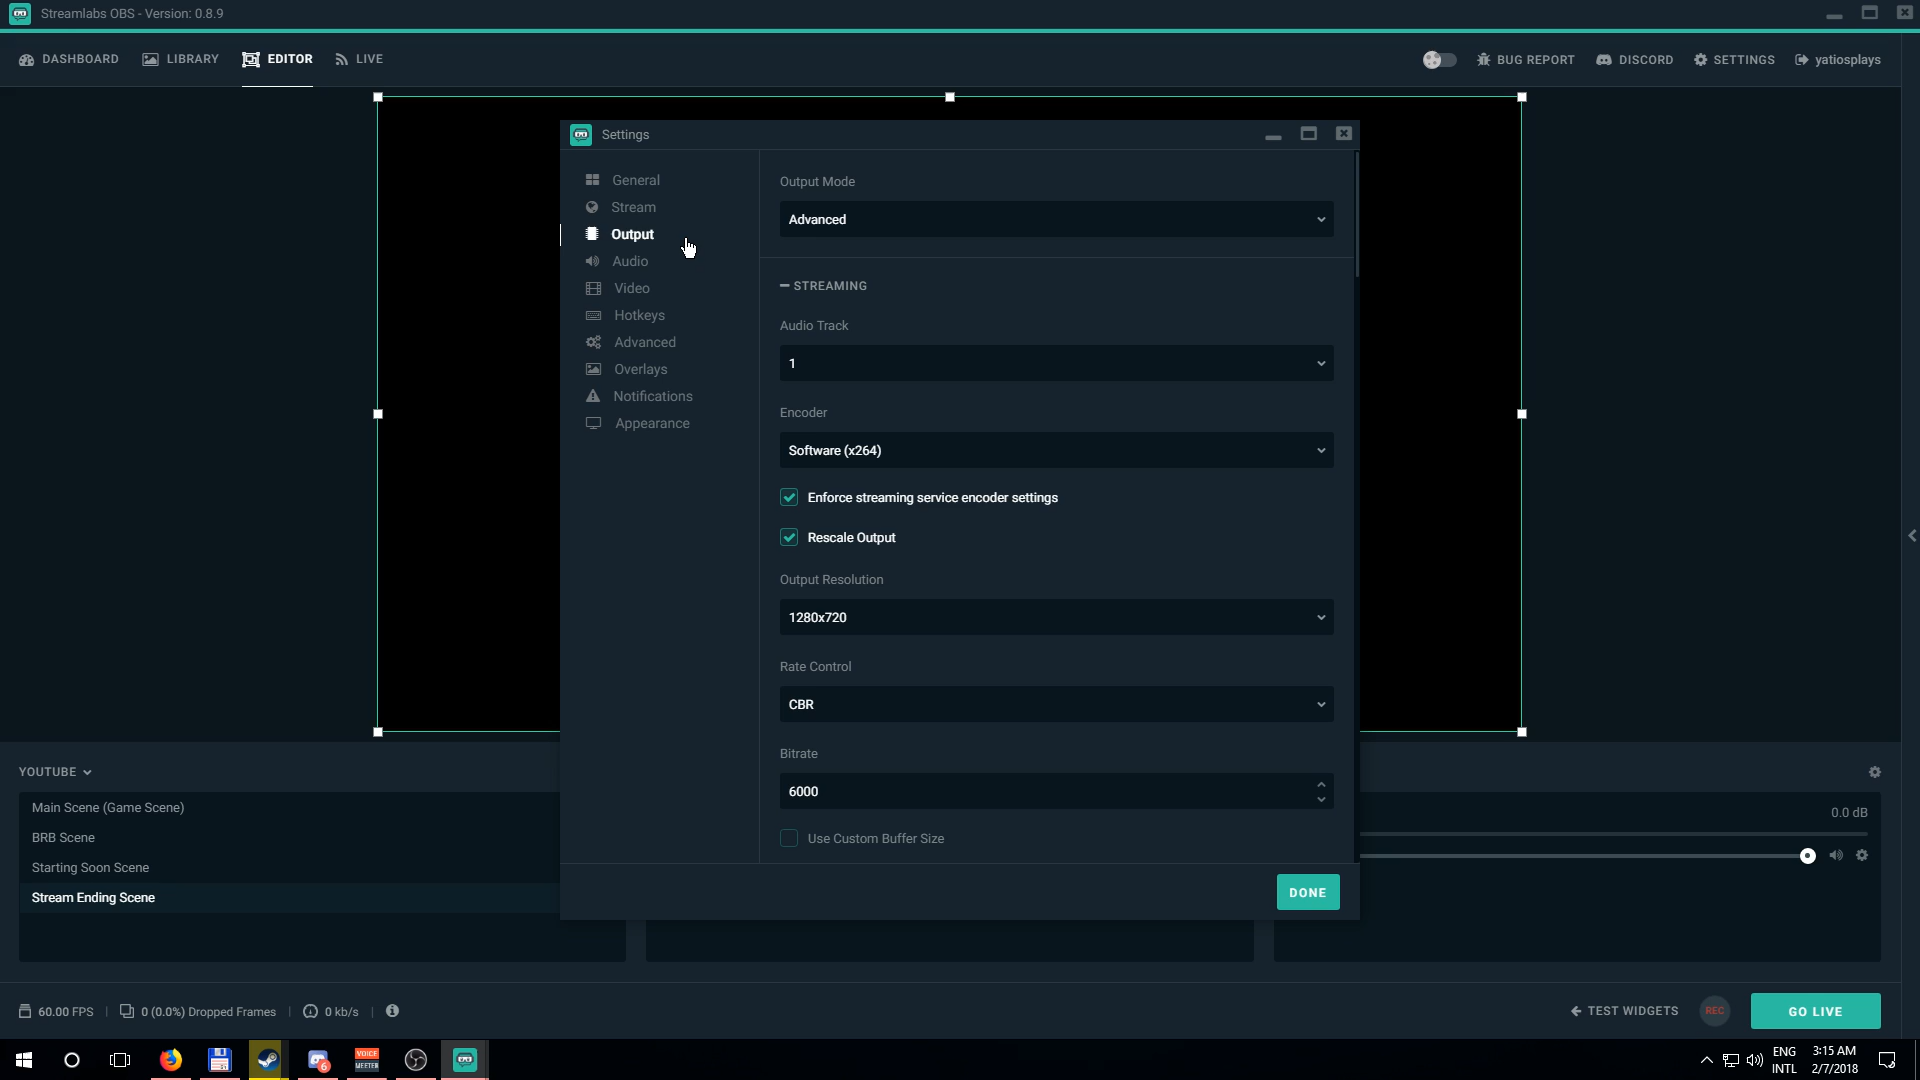 Streamlabs OBS - Version: 0.8.9
DASHBOARD LIBRARY EDITOR LIVE BUG REPORT DISCORD SETTINGS yatiosplays
Settings
General
Stream
Output
Audio
Video
Hotkeys
Advanced
Overlays
Notifications
Appearance
Output Mode
Advanced
STREAMING
Audio Track
1
Encoder
Software (x264)
Enforce streaming service encoder settings
Rescale Output
Output Resolution
1280x720
Rate Control
CBR
Bitrate
6000
Use Custom Buffer Size
DONE
YOUTUBE
Main Scene (Game Scene)
BRB Scene
Starting Soon Scene
Stream Ending Scene
0.0 dB
60.00 FPS 0 (0.0%) Dropped Frames 0 kb/s TEST WIDGETS REC GO LIVE
6
VOICE
MEETER
ENG
INTL
3:15 AM
2/7/2018